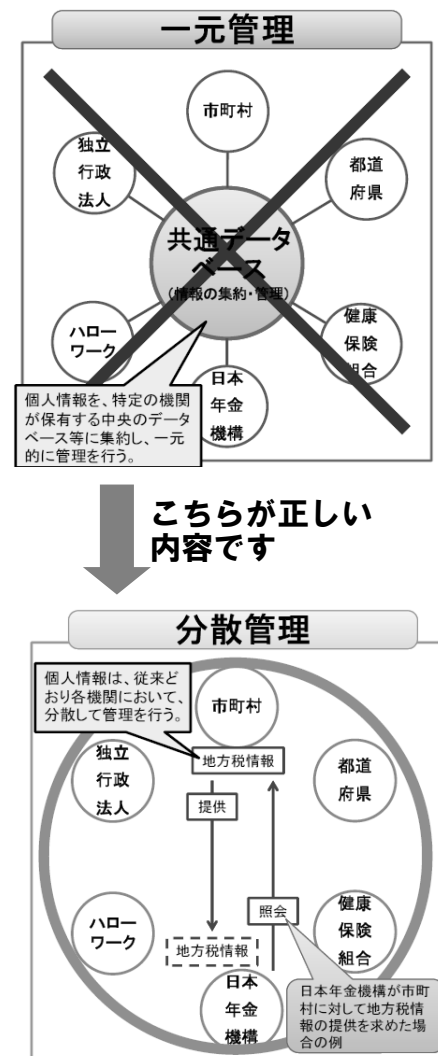 一元管理
市町村
独立
行政
法人
都道
府県
共通データ
ベース
（情報の集約・管理）
ハロー
ワーク
健康
保険
組合
日本
年金
機構
個人情報を、特定の機関
が保有する中央のデータ
ベース等に集約し、一元
的に管理を行う。
こちらが正しい
内容です
分散管理
個人情報は、従来ど
おり各機関において、
分散して管理を行う。
市町村
地方税情報
独立
行政
法人
都道
府県
提供
照会
ハロー
ワーク
健康
保険
組合
地方税情報
日本
年金
機構
日本年金機構が市町
村に対して地方税情
報の提供を求めた場
合の例